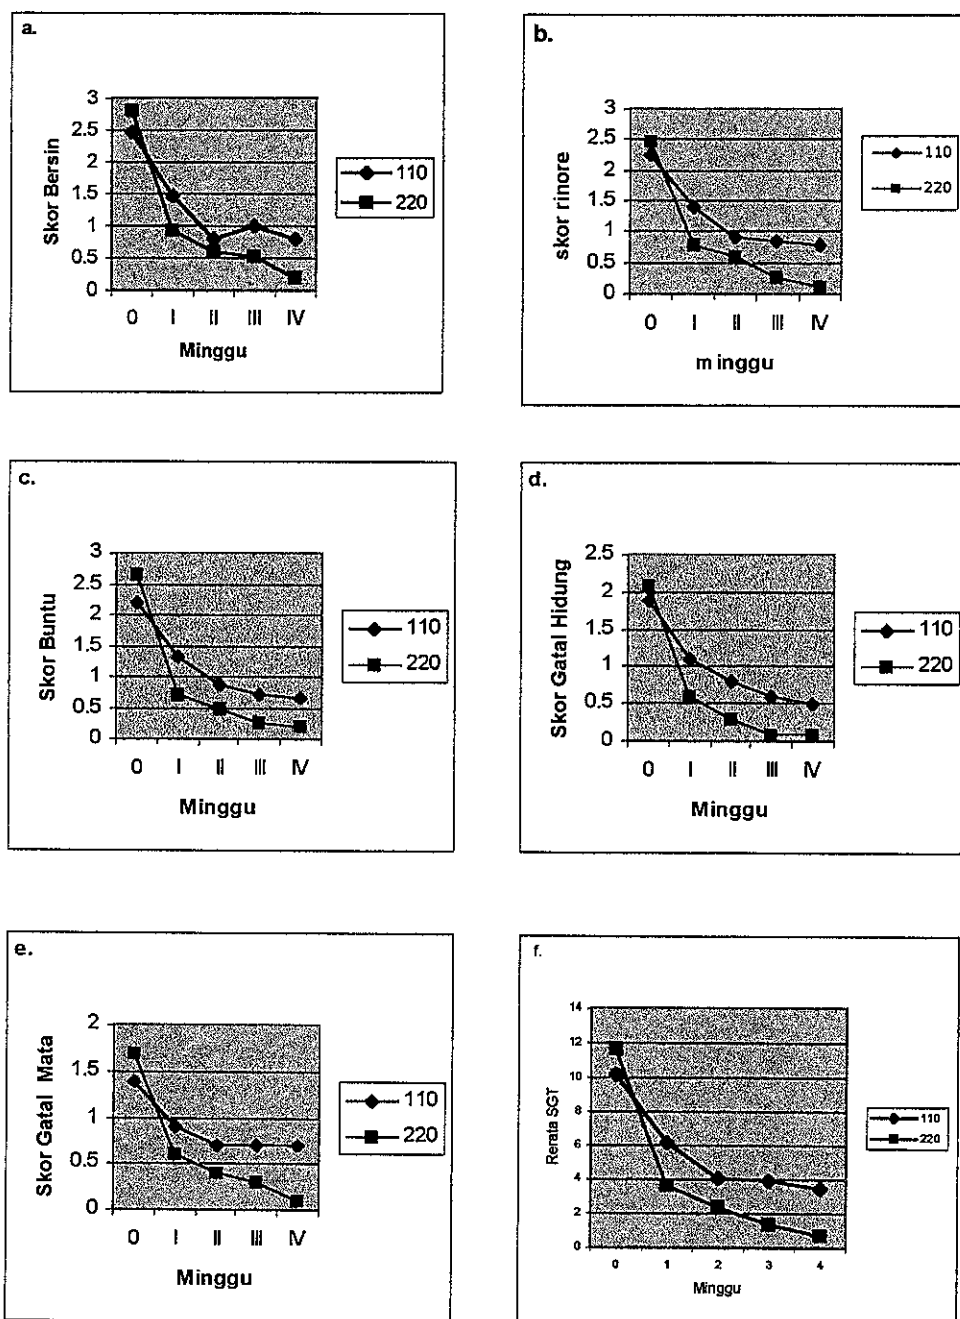 a.
Skor Bersin
3
2.5
2
1.5
1
0.5
0
0 I II III IV
Minggu
110
220
b.
skor rinore
3
2.5
2
1.5
1
0.5
0
0 I II III IV
minggu
110
220
c.
Skor Buntu
3
2.5
2
1.5
1
0.5
0
0 I II III IV
Minggu
110
220
d.
Skor Gatal Hidung
2.5
2
1.5
1
0.5
0
0 I II III IV
Minggu
110
220
e.
Skor Gatal Mata
2
1.5
1
0.5
0
0 I II III IV
Minggu
110
220
f.
Rerata SGT
14
12
10
8
6
4
2
0
0 1 2 3 4
Minggu
110
220